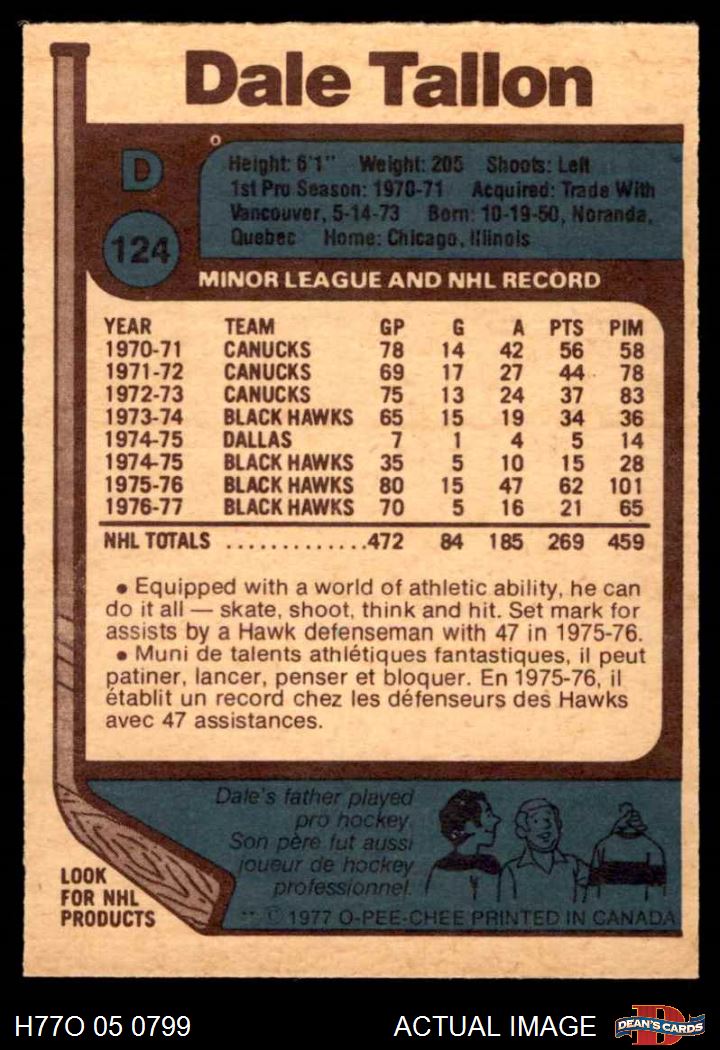 Dale Tallon
D
124
Height: 6'1" Weight: 205 Shoots: Left
1st Pro Season: 1970-71 Acquired: Trade With
Vancouver, 5-14-73 Born: 10-19-50, Noranda,
Quebec Home: Chicago, Illinois
MINOR LEAGUE AND NHL RECORD
YEAR TEAM GP G A PTS PIM
1970-71 CANUCKS 78 14 42 56 58
1971-72 CANUCKS 69 17 27 44 78
1972-73 CANUCKS 75 13 24 37 83
1973-74 BLACK HAWKS 65 15 19 34 36
1974-75 DALLAS 7 1 4 5 14
1974-75 BLACK HAWKS 35 5 10 15 28
1975-76 BLACK HAWKS 80 15 47 62 101
1976-77 BLACK HAWKS 70 5 16 21 65
NHL TOTALS .............472 84 185 269 459
• Equipped with a world of athletic ability, he can
do it all — skate, shoot, think and hit. Set mark for
assists by a Hawk defenseman with 47 in 1975-76.
• Muni de talents athlétiques fantastiques, il peut
patiner, lancer, penser et bloquer. En 1975-76, il
établit un record chez les défenseurs des Hawks
avec 47 assistances.
Dale's father played
pro hockey.
Son père fut aussi
joueur de hockey
professionnel.
LOOK
FOR NHL
PRODUCTS
** © 1977 O-PEE-CHEE PRINTED IN CANADA
H77O 05 0799 ACTUAL IMAGE DEAN'S CARDS